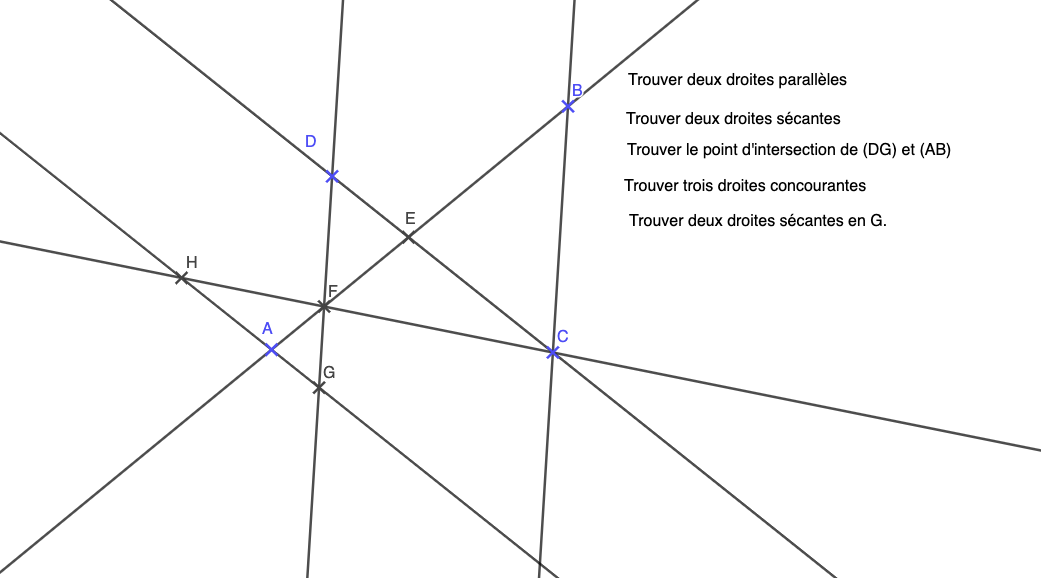 B
Trouver deux droites parallèles
Trouver deux droites sécantes
D
Trouver le point d'intersection de (DG) et (AB)
Trouver trois droites concourantes
E
Trouver deux droites sécantes en G.
H
F
A
C
G